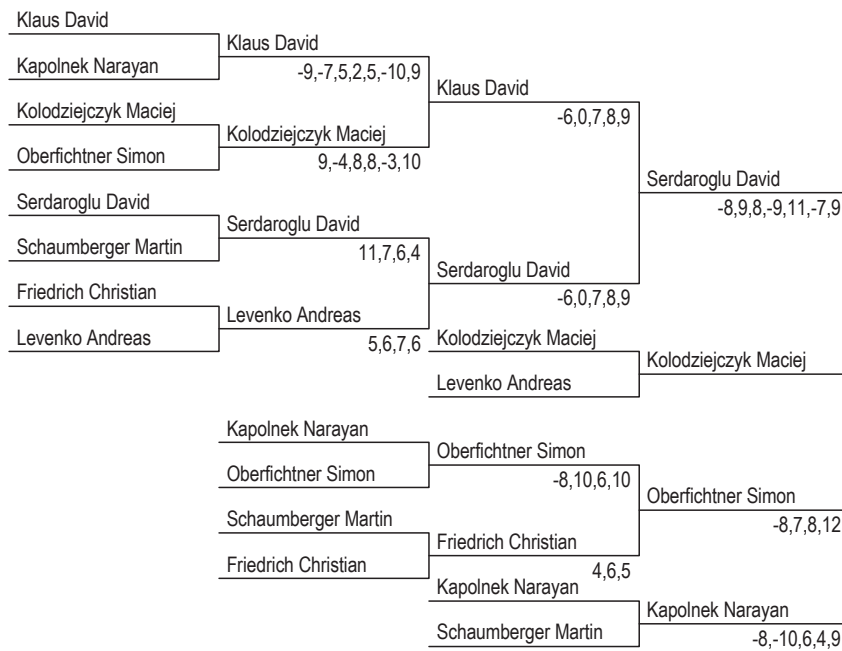 Klaus David
Kapolnek Narayan
Kolodziejczyk Maciej
Oberfichtner Simon
Serdaroglu David
Schaumberger Martin
Friedrich Christian
Levenko Andreas
Klaus David
-9,-7,5,2,5,-10,9
Kolodziejczyk Maciej
9,-4,8,8,-3,10
Serdaroglu David
11,7,6,4
Levenko Andreas
5,6,7,6
Klaus David
-6,0,7,8,9
Serdaroglu David
-6,0,7,8,9
Serdaroglu David
-8,9,8,-9,11,-7,9
Kolodziejczyk Maciej
Levenko Andreas
Kolodziejczyk Maciej
Kapolnek Narayan
Oberfichtner Simon
Schaumberger Martin
Friedrich Christian
Oberfichtner Simon
-8,10,6,10
Friedrich Christian
4,6,5
Oberfichtner Simon
-8,7,8,12
Kapolnek Narayan
Schaumberger Martin
Kapolnek Narayan
-8,-10,6,4,9